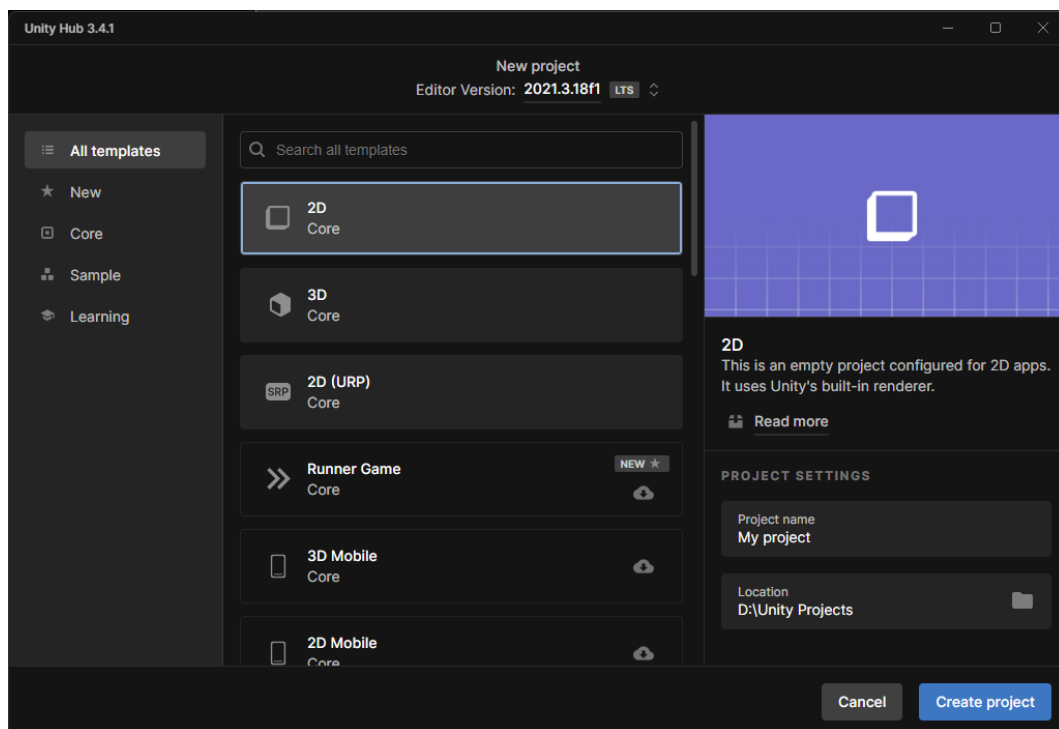 Unity Hub 3.4.1
New project
Editor Version: 2021.3.18f1 LTS
All templates
New
Core
Sample
Learning
Search all templates
2D
Core
3D
Core
SRP
2D (URP)
Core
Runner Game
Core
NEW
3D Mobile
Core
2D Mobile
Core
2D
This is an empty project configured for 2D apps.
It uses Unity's built-in renderer.
Read more
PROJECT SETTINGS
Project name
My project
Location
D:\Unity Projects
Cancel
Create project